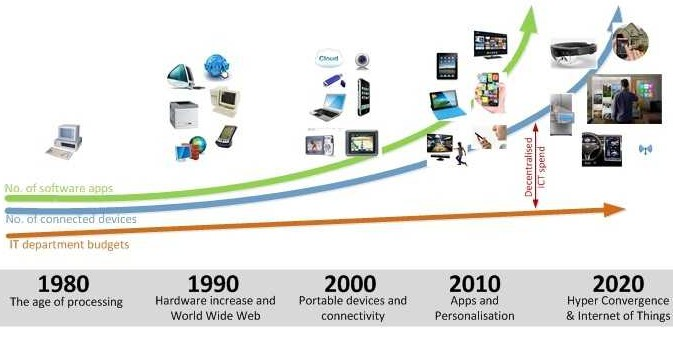 Cloud
No. of software apps
No. of connected devices
IT department budgets
Decentralised
ICT spend
1980
The age of processing
1990
Hardware increase and
World Wide Web
2000
Portable devices and
connectivity
2010
Apps and
Personalisation
2020
Hyper Convergence
& Internet of Things